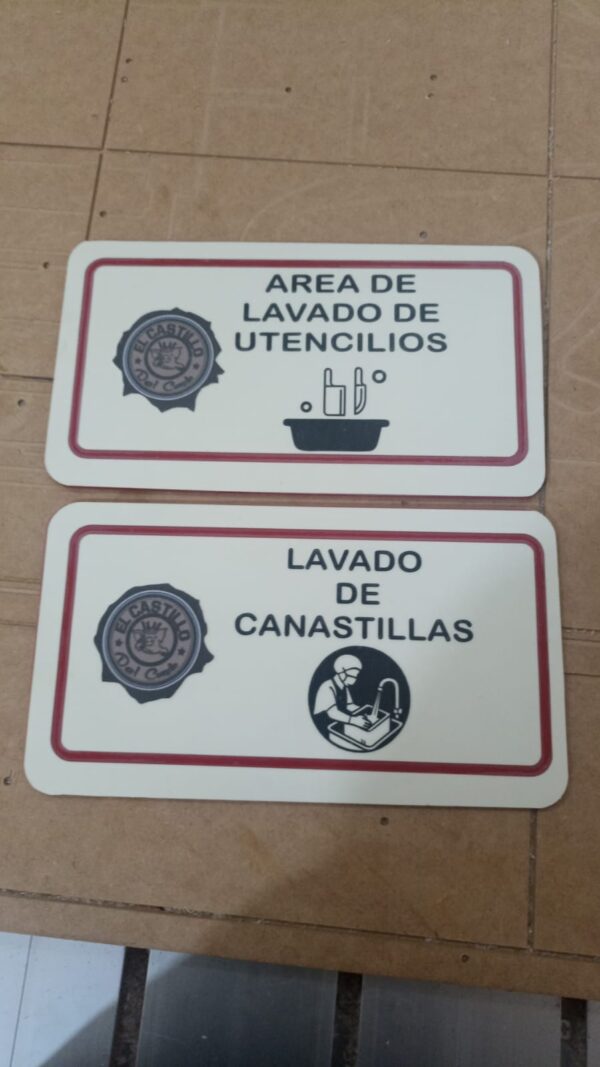 AREA DE
LAVADO DE
UTENCILIOS
EL CASTILLO
LAVADO
DE
CANASTILLAS
EL CASTILLO